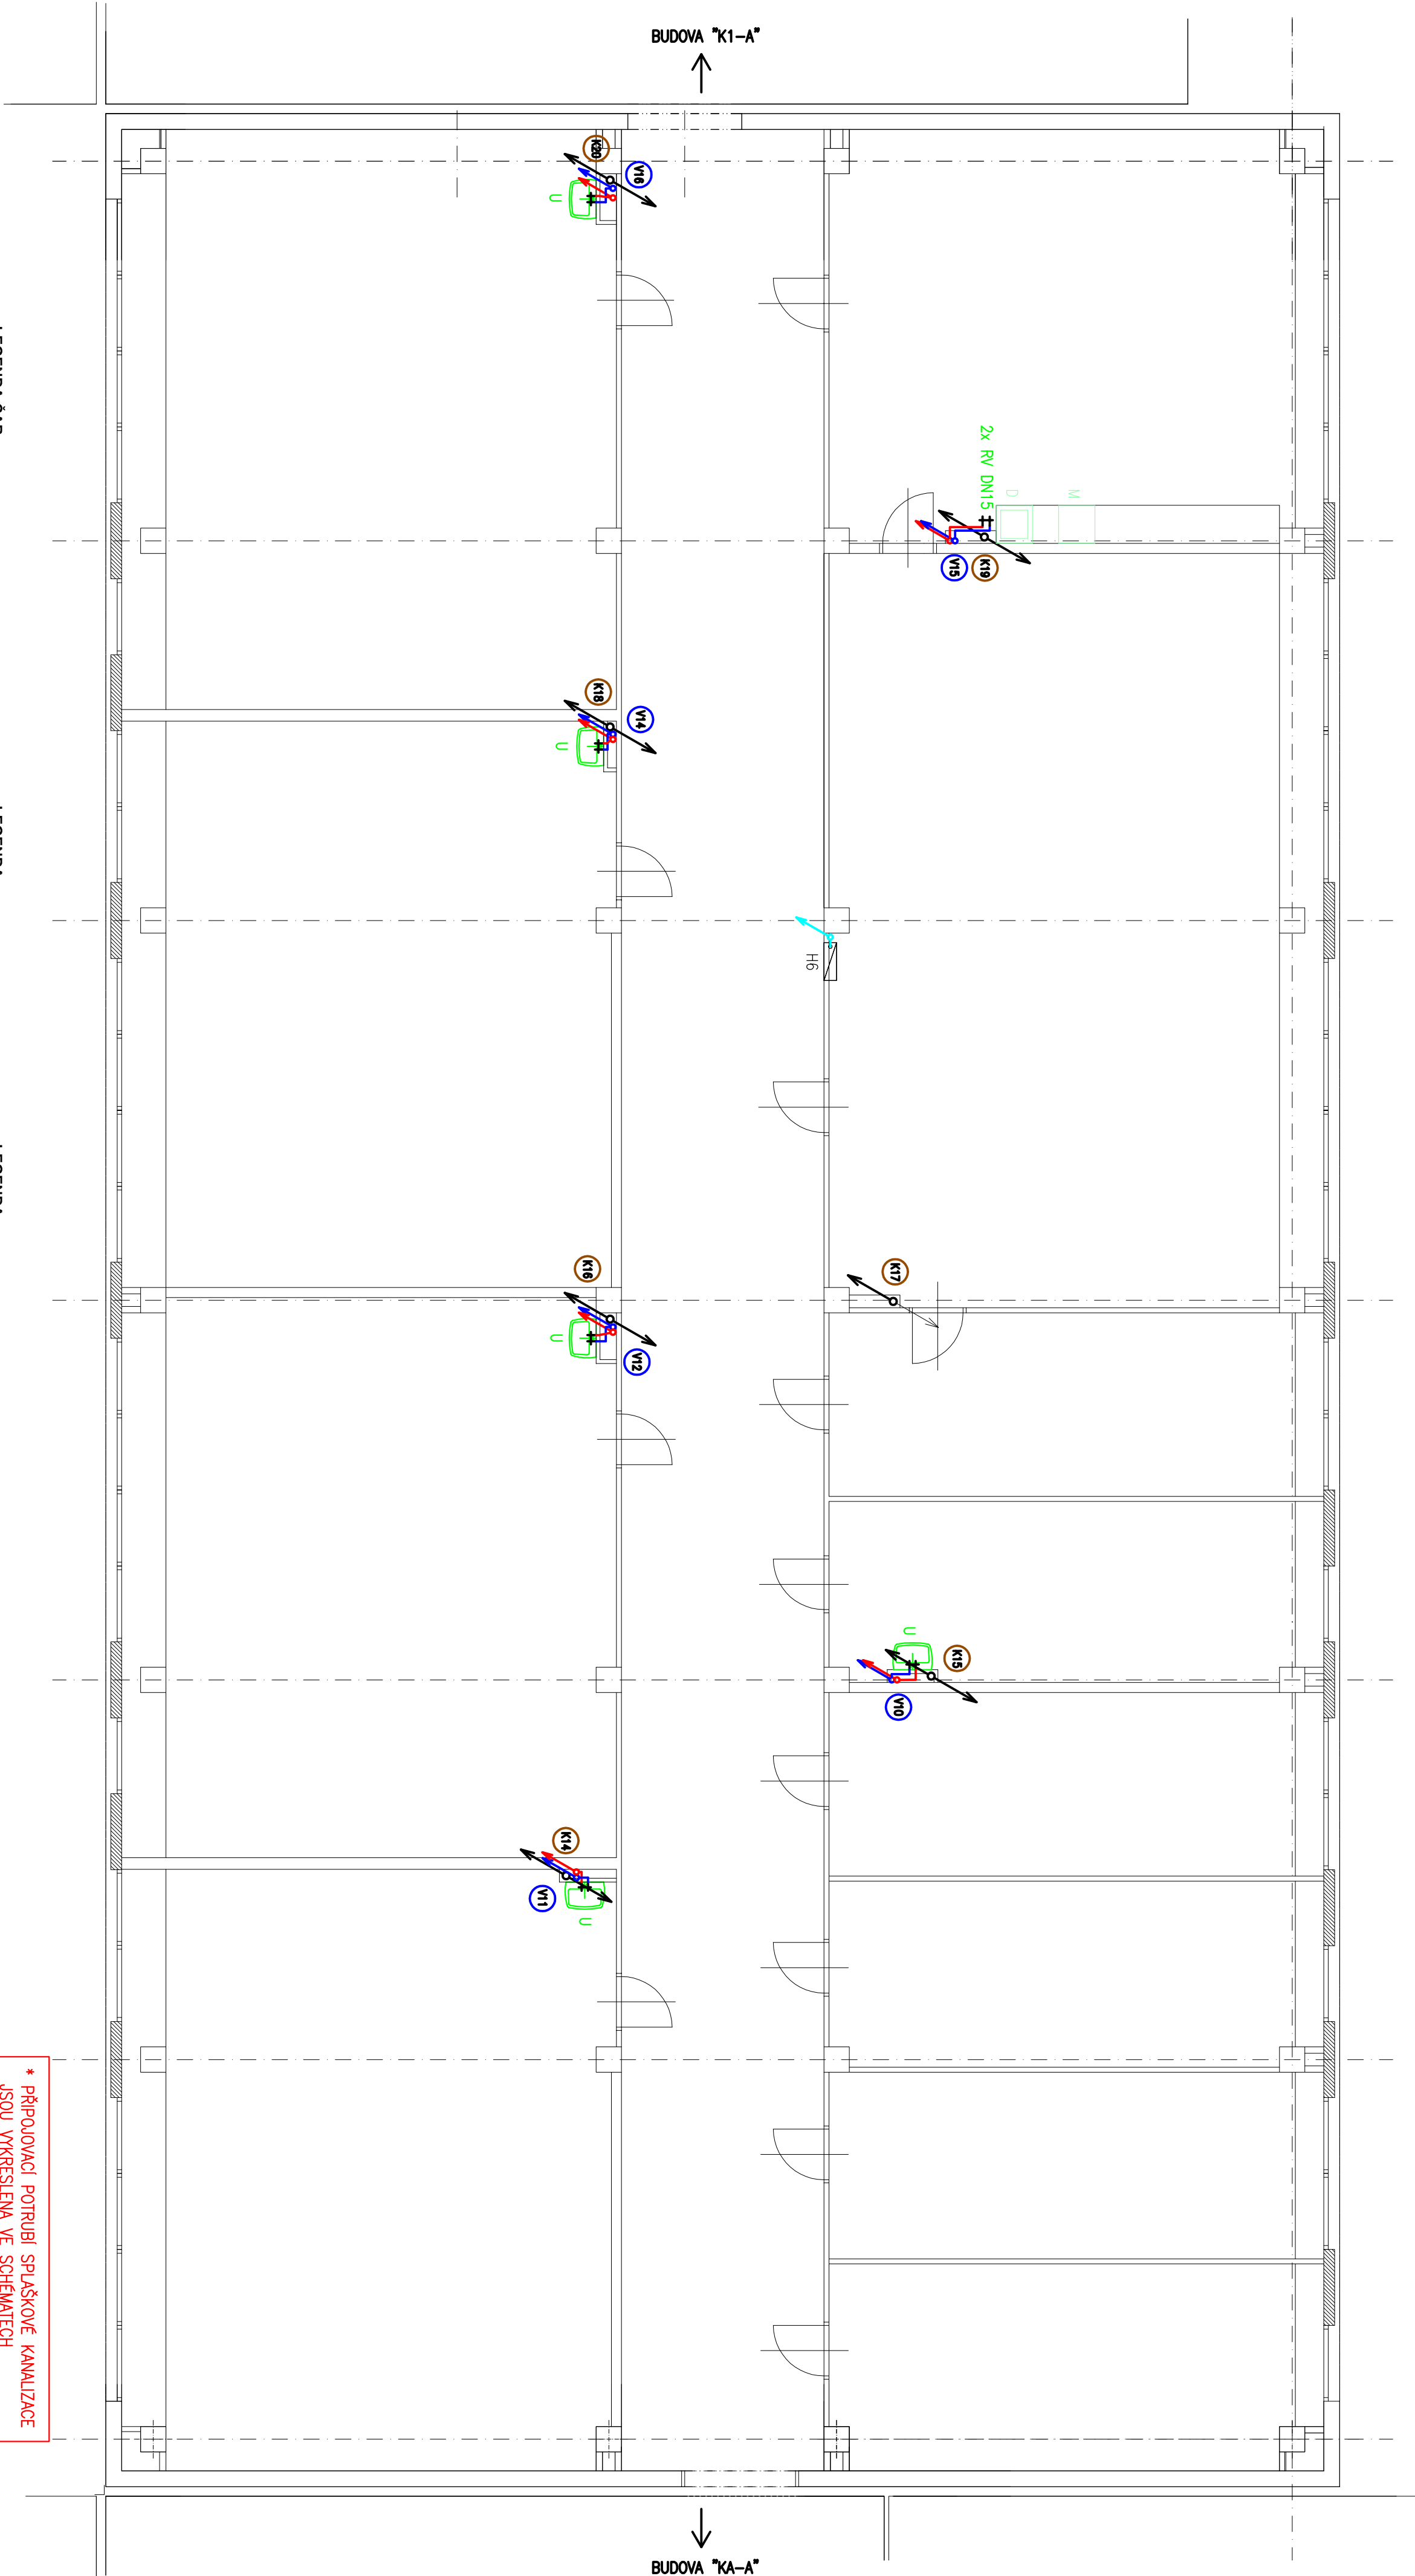 BUDOVA "K1-A"
K20
V16
U
2x RV DN15
D
M
V15
K19
K18
V14
U
H6
K17
K16
V12
U
U
K15
V10
K14
V11
U
* PŘIPOJOVACÍ POTRUBÍ SPLAŠKOVÉ KANALIZACE
JSOU VYKRESLENA VE SCHÉMATECH
BUDOVA "KA-A"